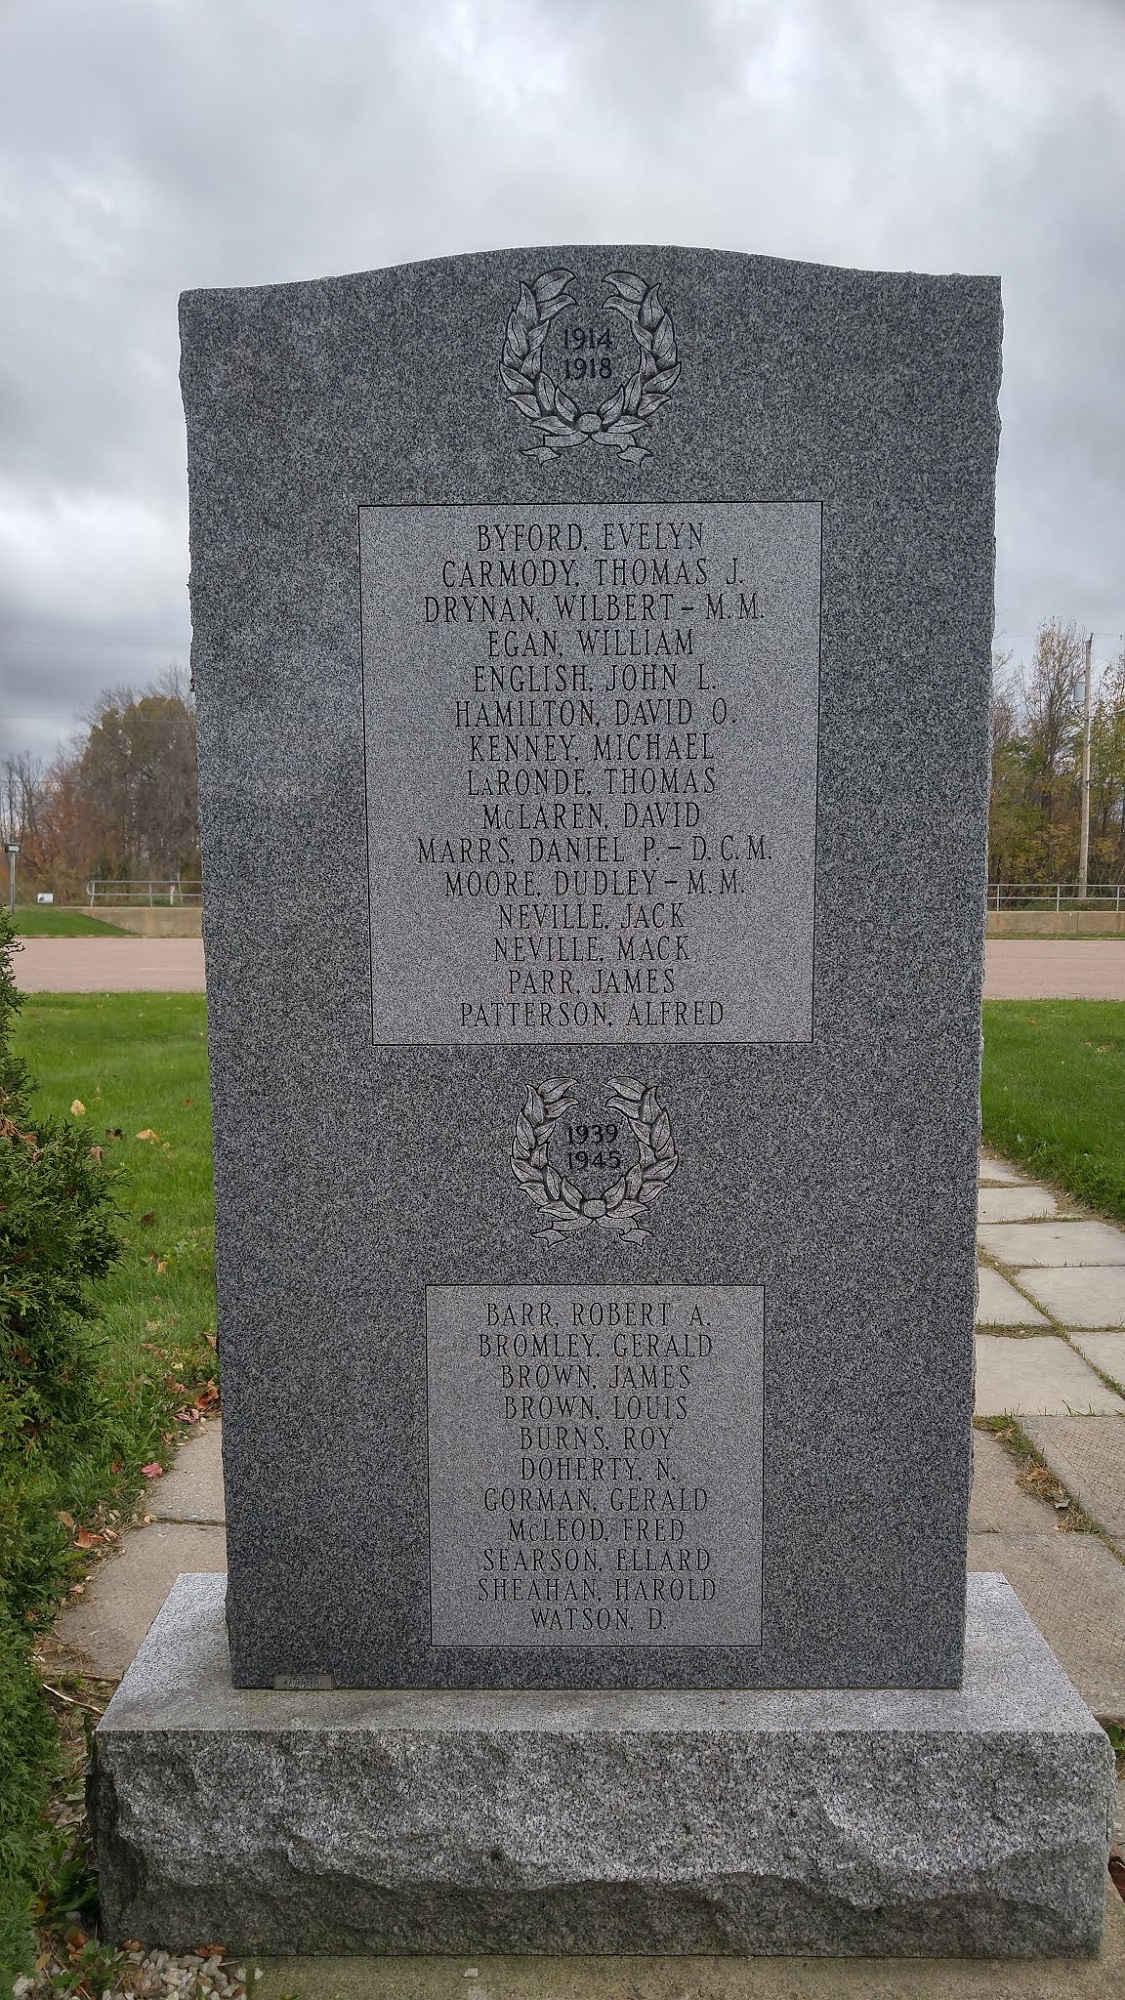 1914
1918
BYFORD, EVELYN
CARMODY, THOMAS J.
DRYNAN, WILBERT - M.M.
EGAN, WILLIAM
ENGLISH, JOHN L.
HAMILTON, DAVID O.
KENNEY, MICHAEL
LARONDE, THOMAS
McLAREN, DAVID
MARRS, DANIEL P. - D.C.M.
MOORE, DUDLEY - M.M.
NEVILLE, JACK
NEVILLE, MACK
PARR, JAMES
PATTERSON, ALFRED
1939
1945
BARR, ROBERT A.
BROMLEY, GERALD
BROWN, JAMES
BROWN, LOUIS
BURNS, ROY
DOHERTY, N.
GORMAN, GERALD
McLEOD, FRED
SEARSON, ELLARD
SHEAHAN, HAROLD
WATSON, D.